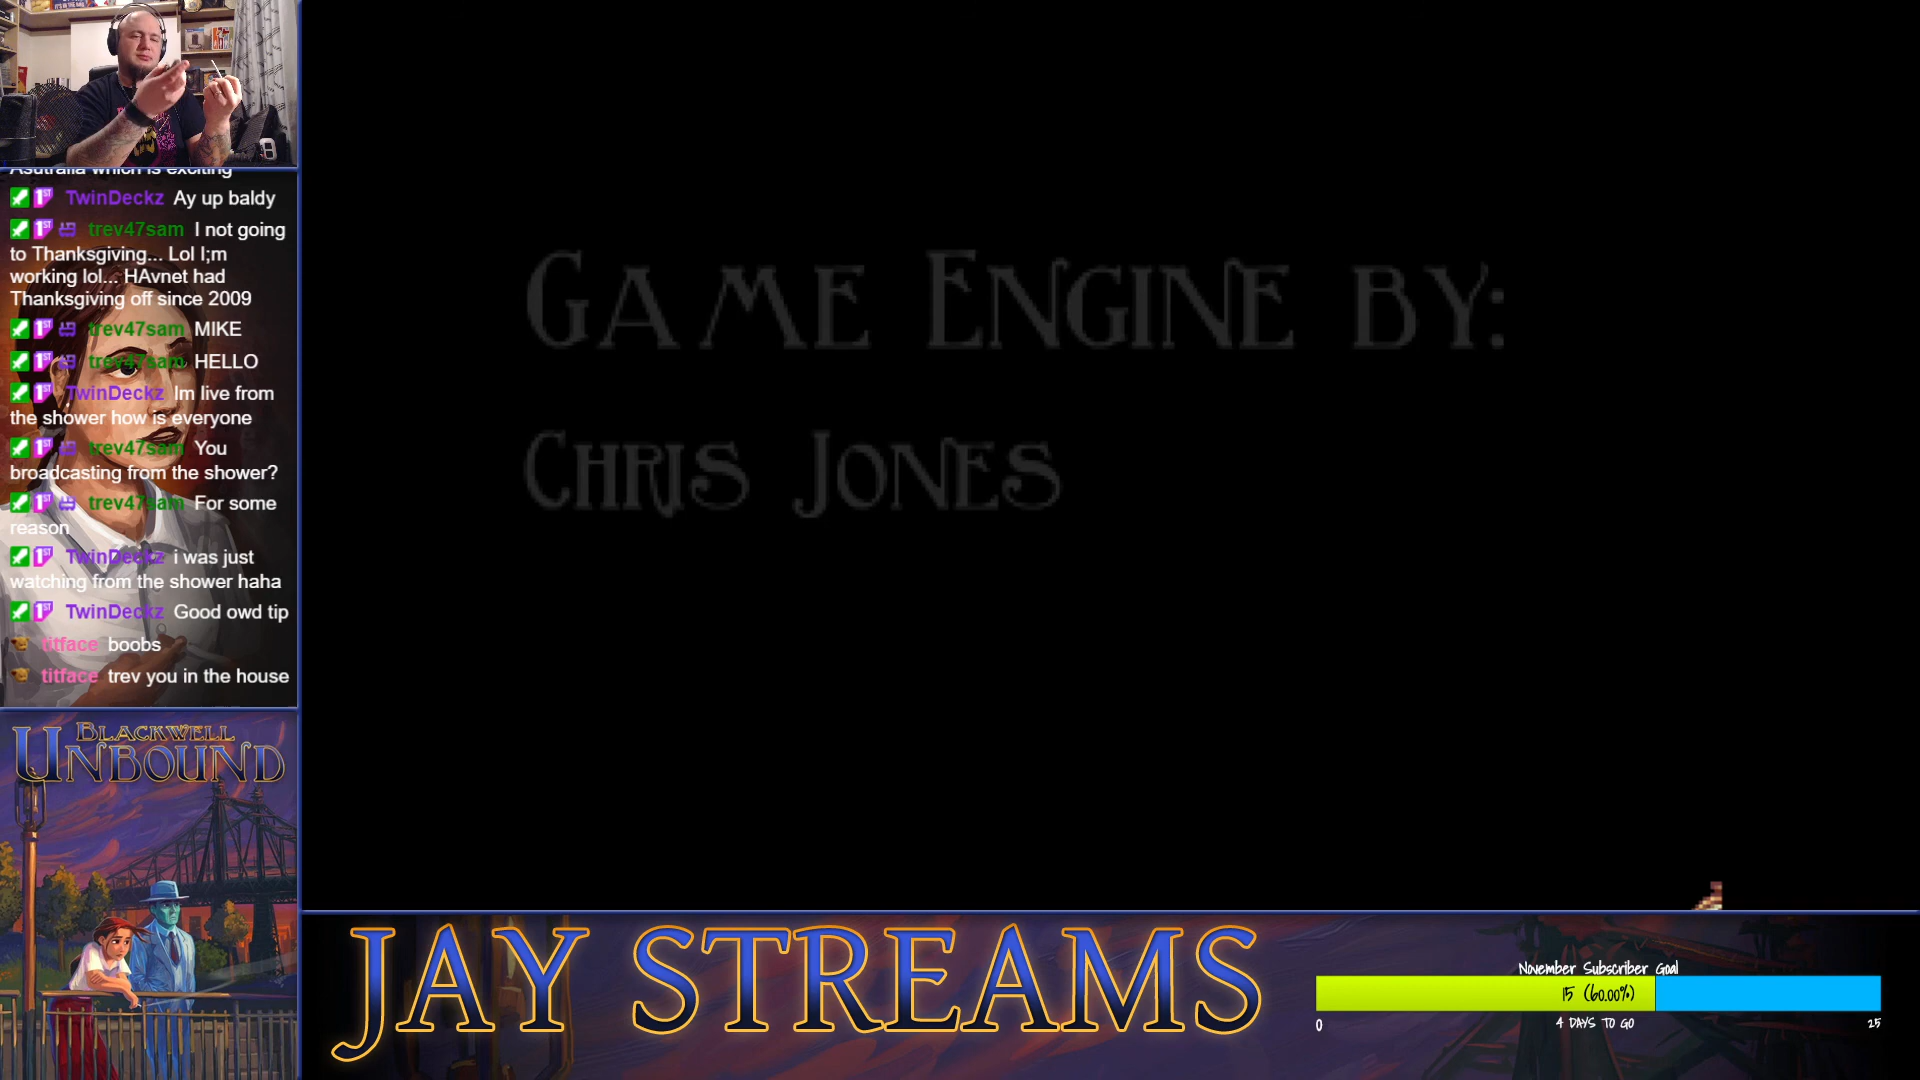 Asutralia which is exciting
TwinDeckz Ay up baldy
trev47sam I not going
to Thanksgiving... Lol I;m
working lol... HAvnet had
Thanksgiving off since 2009
trev47sam MIKE
trev47sam HELLO
TwinDeckz Im live from
the shower how is everyone
trev47sam You
broadcasting from the shower?
trev47sam For some
reason
TwinDeckz i was just
watching from the shower haha
TwinDeckz Good owd tip
titface boobs
titface trev you in the house
BLACKWELL
UNBOUND
GAME ENGINE BY:
CHRIS JONES
JAY STREAMS
November Subscriber Goal
15 (60.00%)
0 4 DAYS TO GO 25